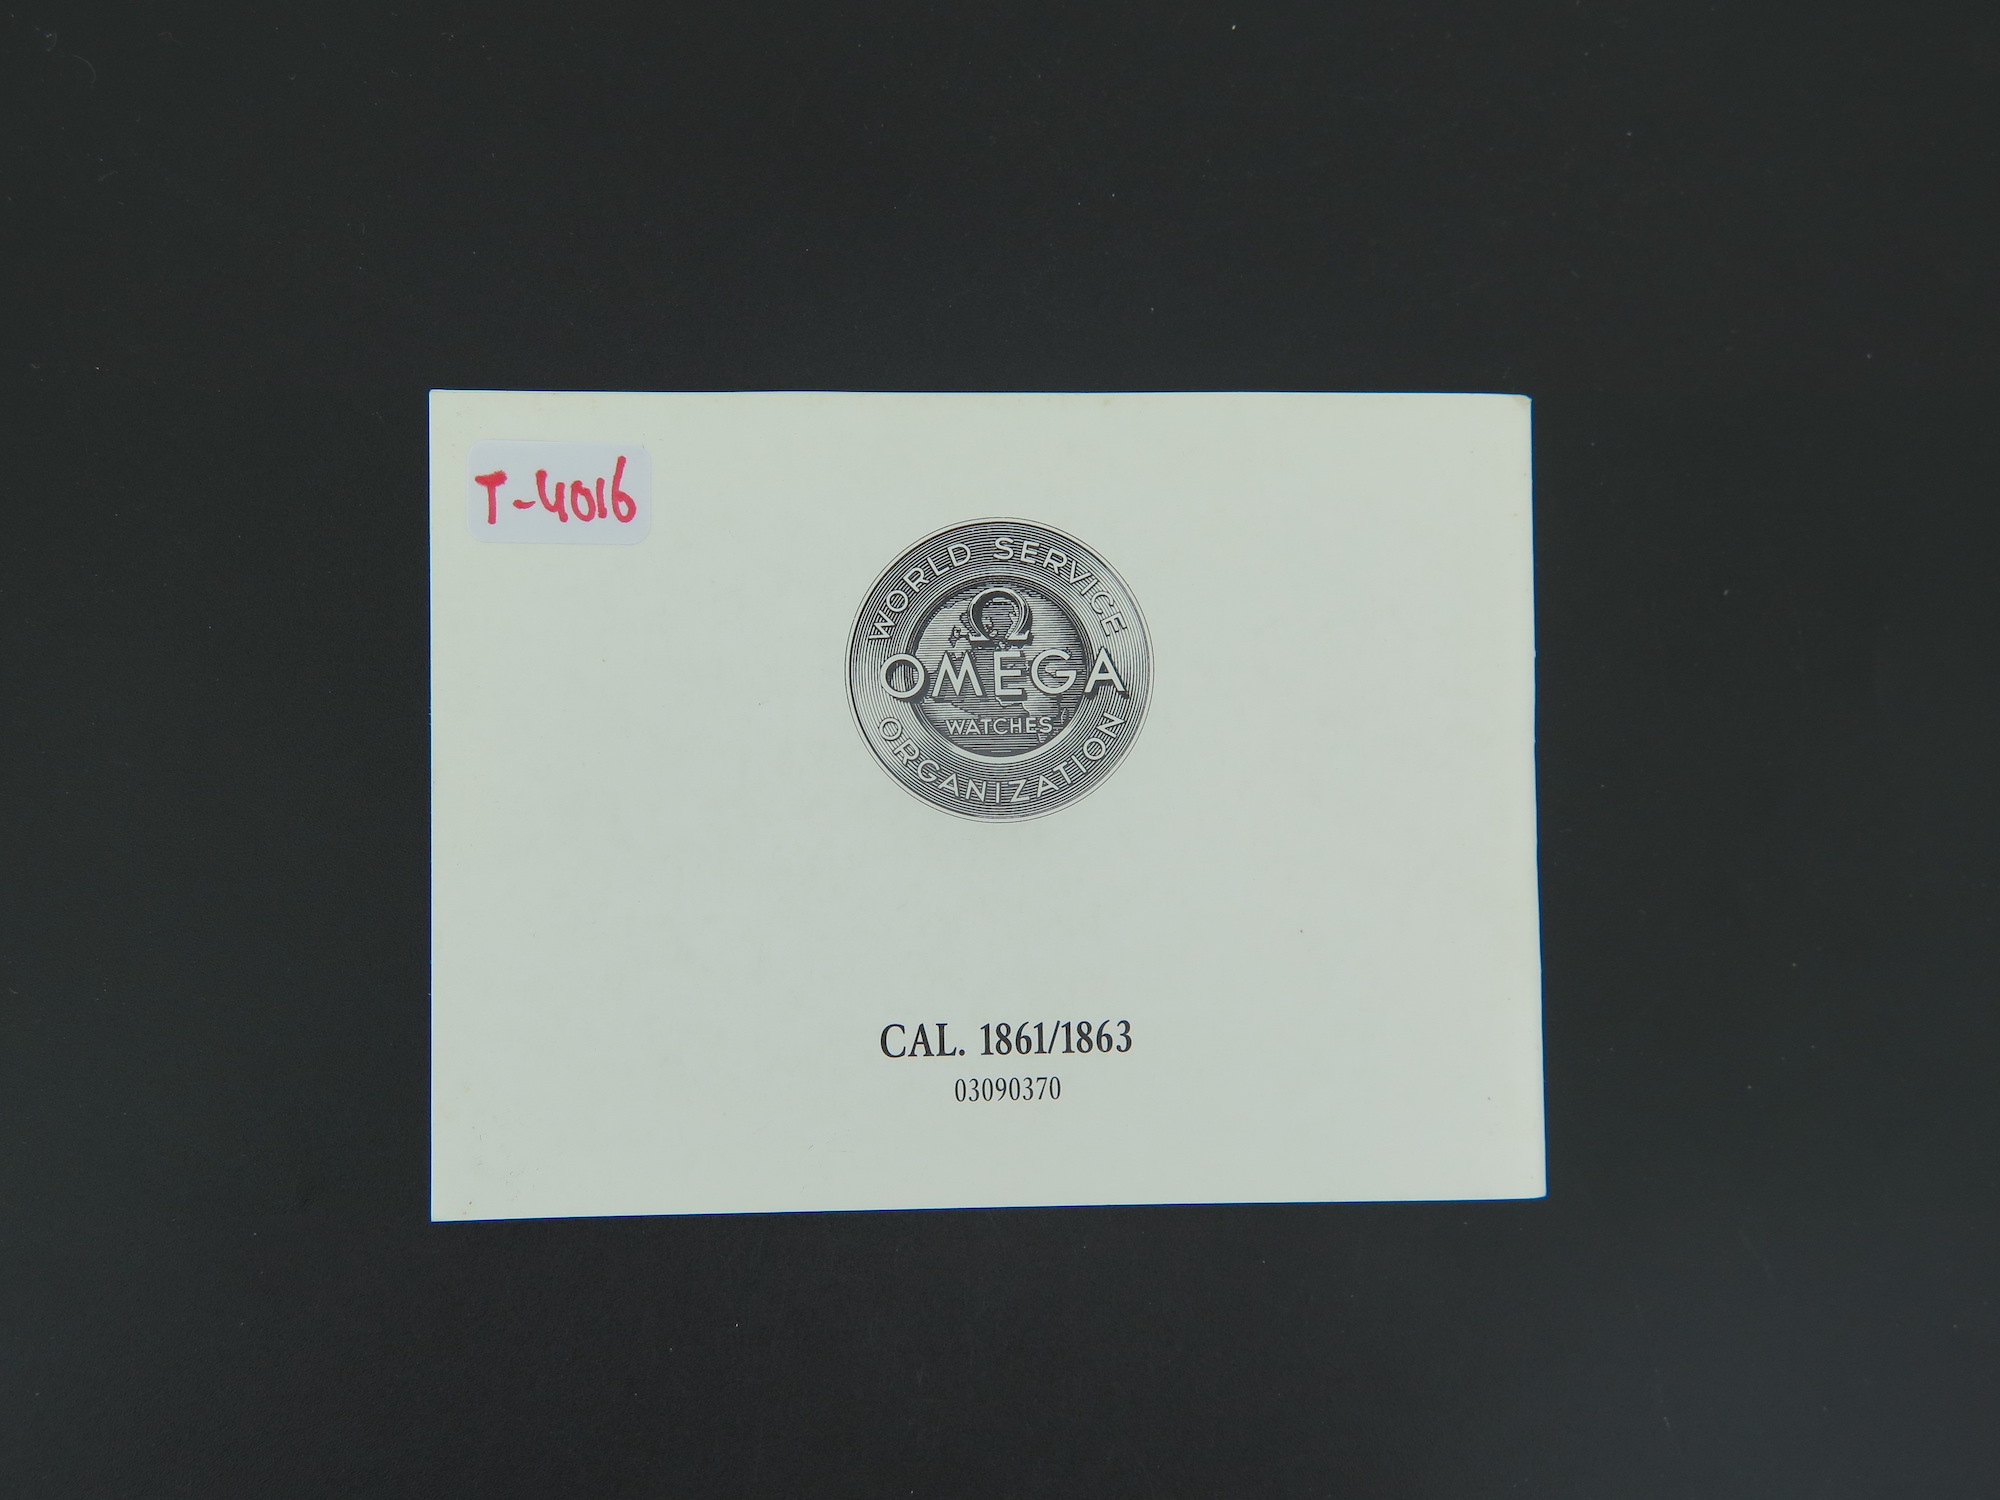 T-4016
WORLD SERVICE
Ω
OMEGA
WATCHES
ORGANIZATION
CAL. 1861/1863
03090370